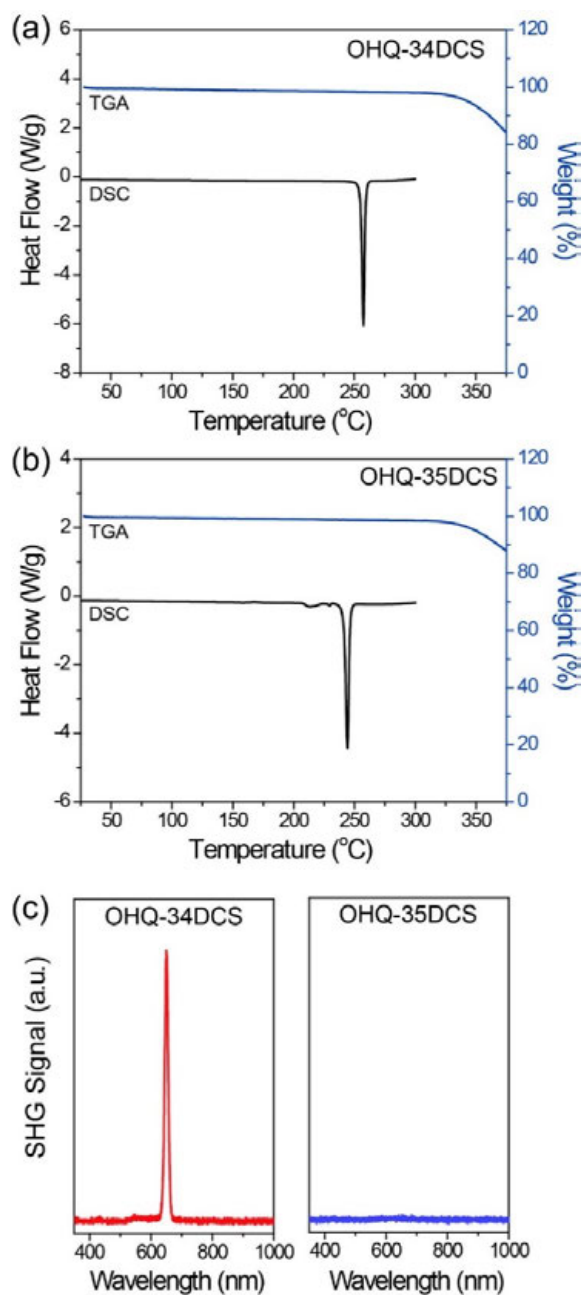 (a)
OHQ-34DCS
6
4
2
0
-2
-4
-6
-8
Heat Flow (W/g)
TGA
DSC
120
100
80
60
40
20
0
Weight (%)
50 100 150 200 250 300 350
Temperature (°C)
(b)
OHQ-35DCS
4
2
0
-2
-4
-6
Heat Flow (W/g)
TGA
DSC
120
100
80
60
40
20
0
Weight (%)
50 100 150 200 250 300 350
Temperature (°C)
(c)
OHQ-34DCS
SHG Signal (a.u.)
400 600 800 1000
Wavelength (nm)
OHQ-35DCS
400 600 800 1000
Wavelength (nm)